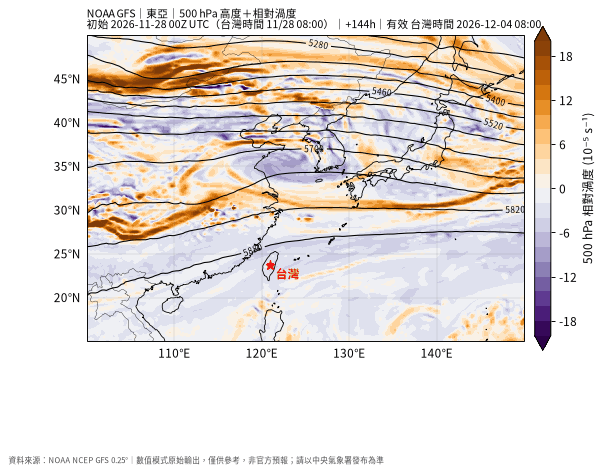 NOAA GFS｜東亞｜500 hPa 高度＋相對渦度
初始 2026-11-28 00Z UTC（台灣時間 11/28 08:00）｜+144h｜有效 台灣時間 2026-12-04 08:00
5280
5460
5400
5520
5700
5820
5880
台灣
45°N
40°N
35°N
30°N
25°N
20°N
110°E
120°E
130°E
140°E
18
12
6
0
-6
-12
-18
500 hPa 相對渦度 (10⁻⁵ s⁻¹)
資料來源：NOAA NCEP GFS 0.25°｜數值模式原始輸出，僅供參考，非官方預報；請以中央氣象署發布為準